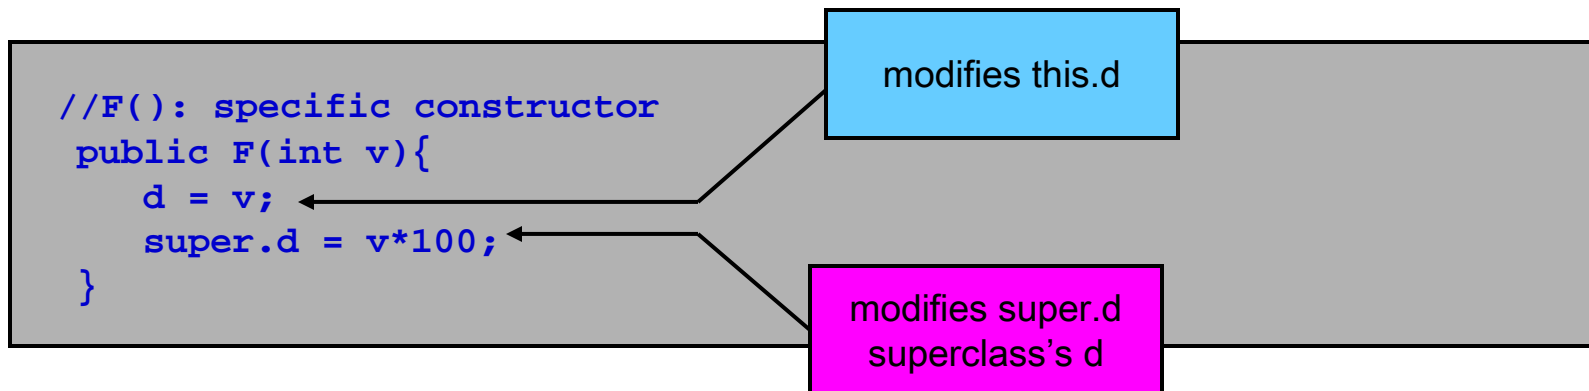 modifies this.d
//F(): specific constructor
public F(int v){
d = v;
super.d = v*100;
}
modifies super.d
superclass’s d